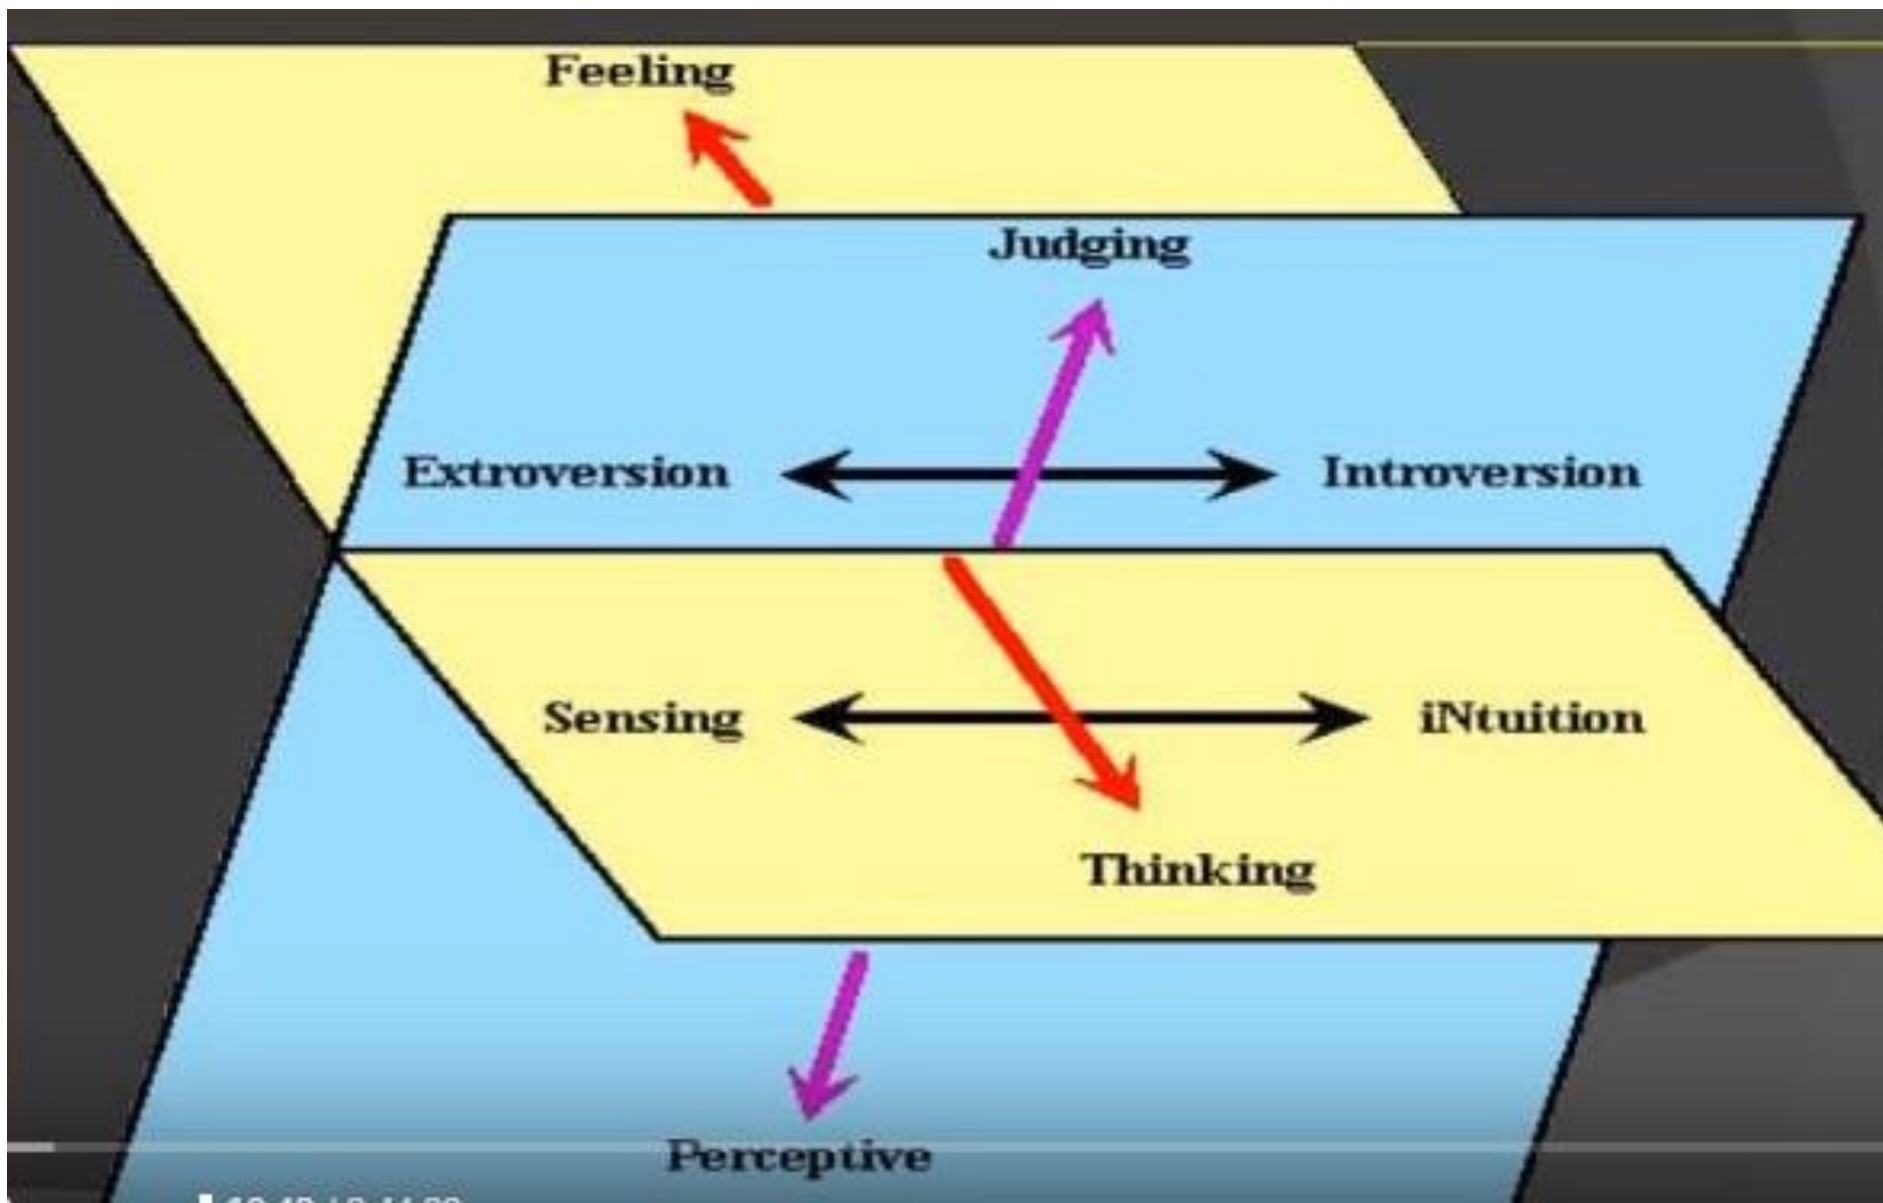 Feeling
Judging
Extroversion
Introversion
Sensing
iNtuition
Thinking
Perceptive